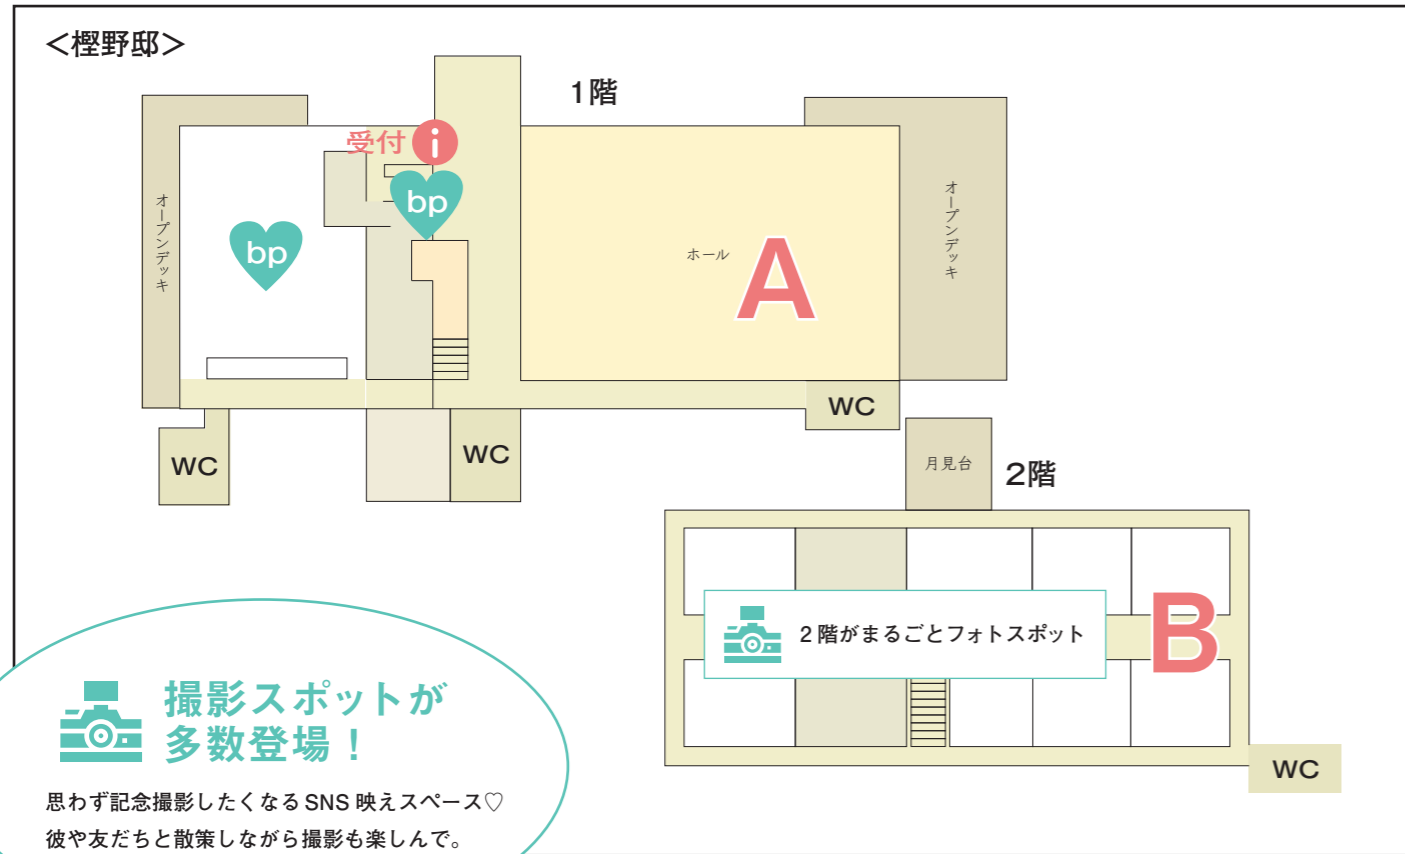 ＜樫野邸＞
1階
受付 i
bp
bp
オープンデッキ
ホール
A
オープンデッキ
WC
WC
WC
月見台
2階
2階がまるごとフォトスポット
B
WC
撮影スポットが
多数登場！
思わず記念撮影したくなるSNS映えスペース♡
彼や友だちと散策しながら撮影も楽しんで。